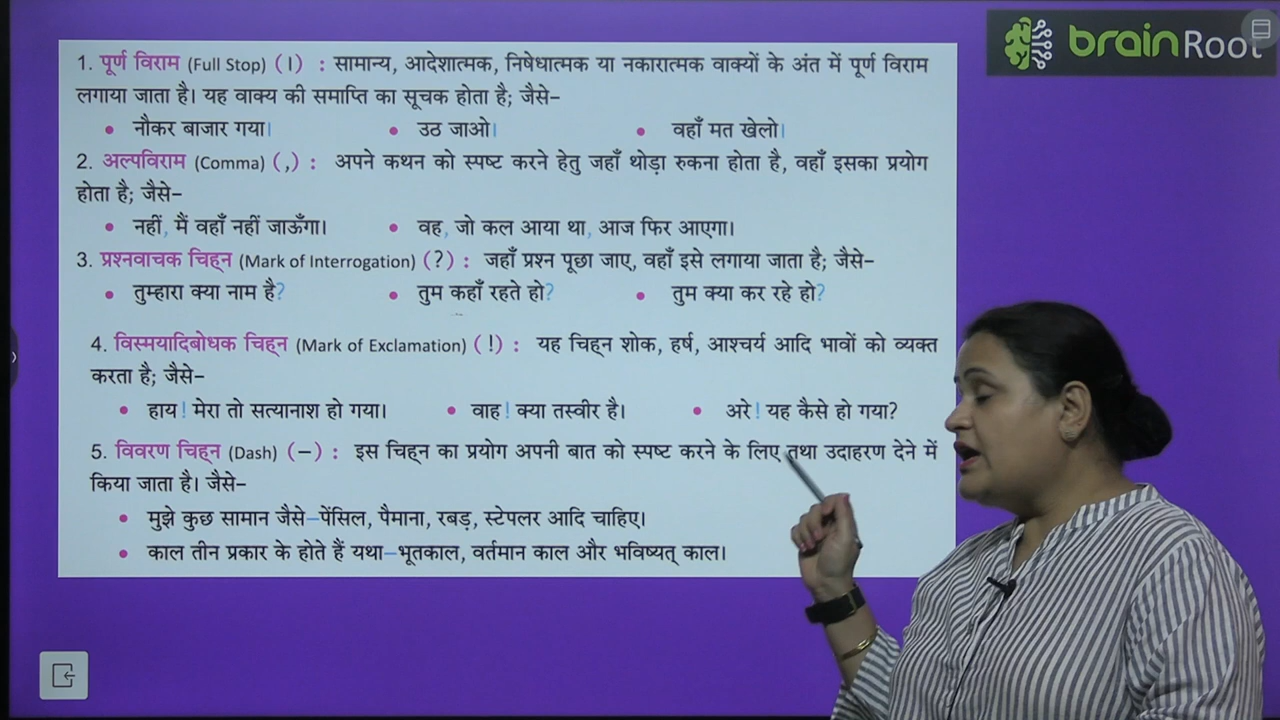 brainRoot
1. पूर्ण विराम (Full Stop) (।) : सामान्य, आदेशात्मक, निषेधात्मक या नकारात्मक वाक्यों के अंत में पूर्ण विराम
लगाया जाता है। यह वाक्य की समाप्ति का सूचक होता है; जैसे–
• नौकर बाजार गया। • उठ जाओ। • वहाँ मत खेलो।
2. अल्पविराम (Comma) (,) : अपने कथन को स्पष्ट करने हेतु जहाँ थोड़ा रुकना होता है, वहाँ इसका प्रयोग
होता है; जैसे–
• नहीं, मैं वहाँ नहीं जाऊँगा। • वह, जो कल आया था, आज फिर आएगा।
3. प्रश्नवाचक चिह्न (Mark of Interrogation) (?) : जहाँ प्रश्न पूछा जाए, वहाँ इसे लगाया जाता है; जैसे–
• तुम्हारा क्या नाम है? • तुम कहाँ रहते हो? • तुम क्या कर रहे हो?
4. विस्मयादिबोधक चिह्न (Mark of Exclamation) (!) : यह चिह्न शोक, हर्ष, आश्चर्य आदि भावों को व्यक्त
करता है; जैसे–
• हाय! मेरा तो सत्यानाश हो गया। • वाह! क्या तस्वीर है। • अरे! यह कैसे हो गया?
5. विवरण चिह्न (Dash) (–) : इस चिह्न का प्रयोग अपनी बात को स्पष्ट करने के लिए तथा उदाहरण देने में
किया जाता है। जैसे–
• मुझे कुछ सामान जैसे–पेंसिल, पैमाना, रबड़, स्टेपलर आदि चाहिए।
• काल तीन प्रकार के होते हैं यथा–भूतकाल, वर्तमान काल और भविष्यत् काल।